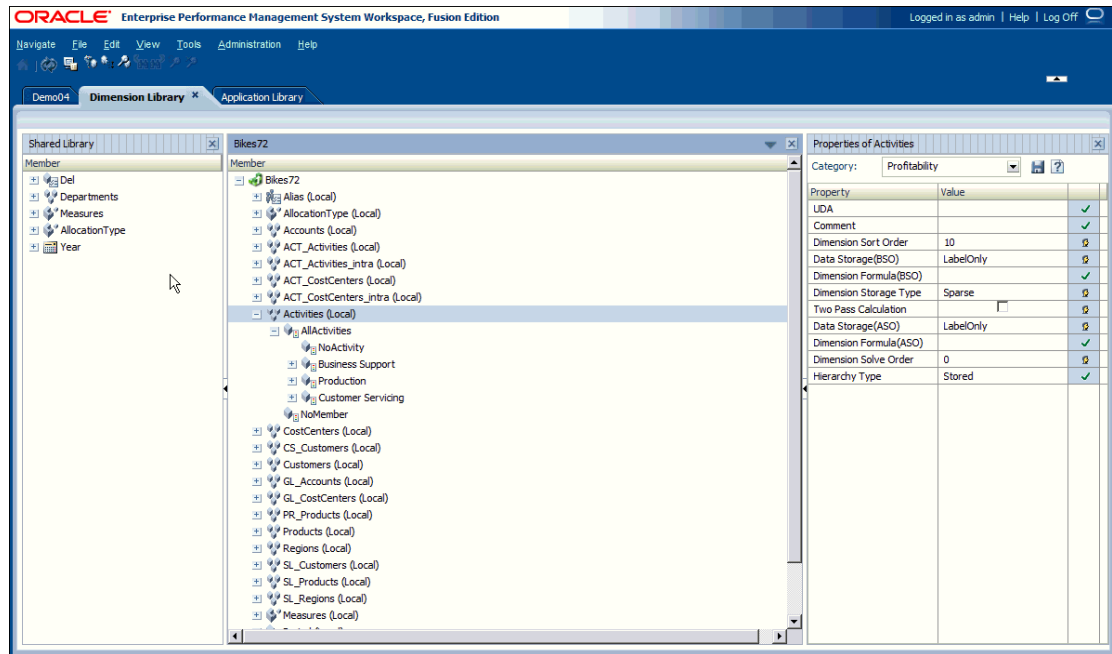 ORACLE Enterprise Performance Management System Workspace, Fusion Edition
Logged in as admin | Help | Log Off
Navigate File Edit View Tools Administration Help
Demo04 Dimension Library Application Library
Shared Library
Member
Del
Departments
Measures
AllocationType
Year
Bikes72
Member
Bikes72
Alias (Local)
AllocationType (Local)
Accounts (Local)
ACT_Activities (Local)
ACT_Activities_intra (Local)
ACT_CostCenters (Local)
ACT_CostCenters_intra (Local)
Activities (Local)
AllActivities
NoActivity
Business Support
Production
Customer Servicing
NoMember
CostCenters (Local)
CS_Customers (Local)
Customers (Local)
GL_Accounts (Local)
GL_CostCenters (Local)
PR_Products (Local)
Products (Local)
Regions (Local)
SL_Customers (Local)
SL_Products (Local)
SL_Regions (Local)
Measures (Local)
Properties of Activities
Category: Profitability
Property Value
UDA
Comment
Dimension Sort Order 10
Data Storage(BSO) LabelOnly
Dimension Formula(BSO)
Dimension Storage Type Sparse
Two Pass Calculation
Data Storage(ASO) LabelOnly
Dimension Formula(ASO)
Dimension Solve Order 0
Hierarchy Type Stored